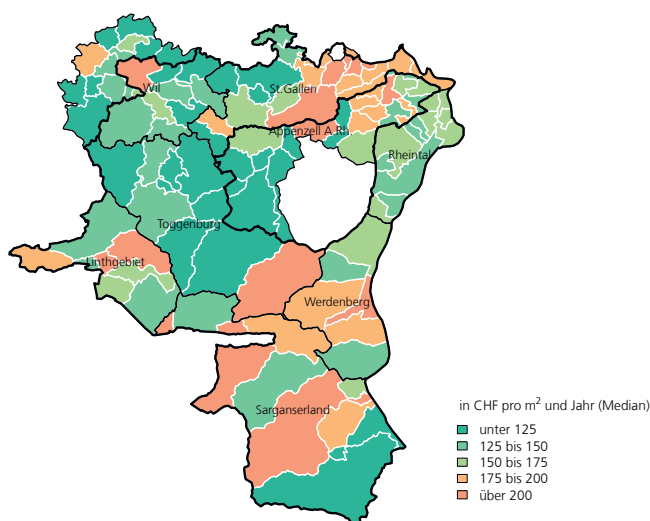 Wil
St.Gallen
Appenzell A.Rh.
Rheintal
Toggenburg
Linthgebiet
Werdenberg
Sarganserland
in CHF pro m² und Jahr (Median)
unter 125
125 bis 150
150 bis 175
175 bis 200
über 200